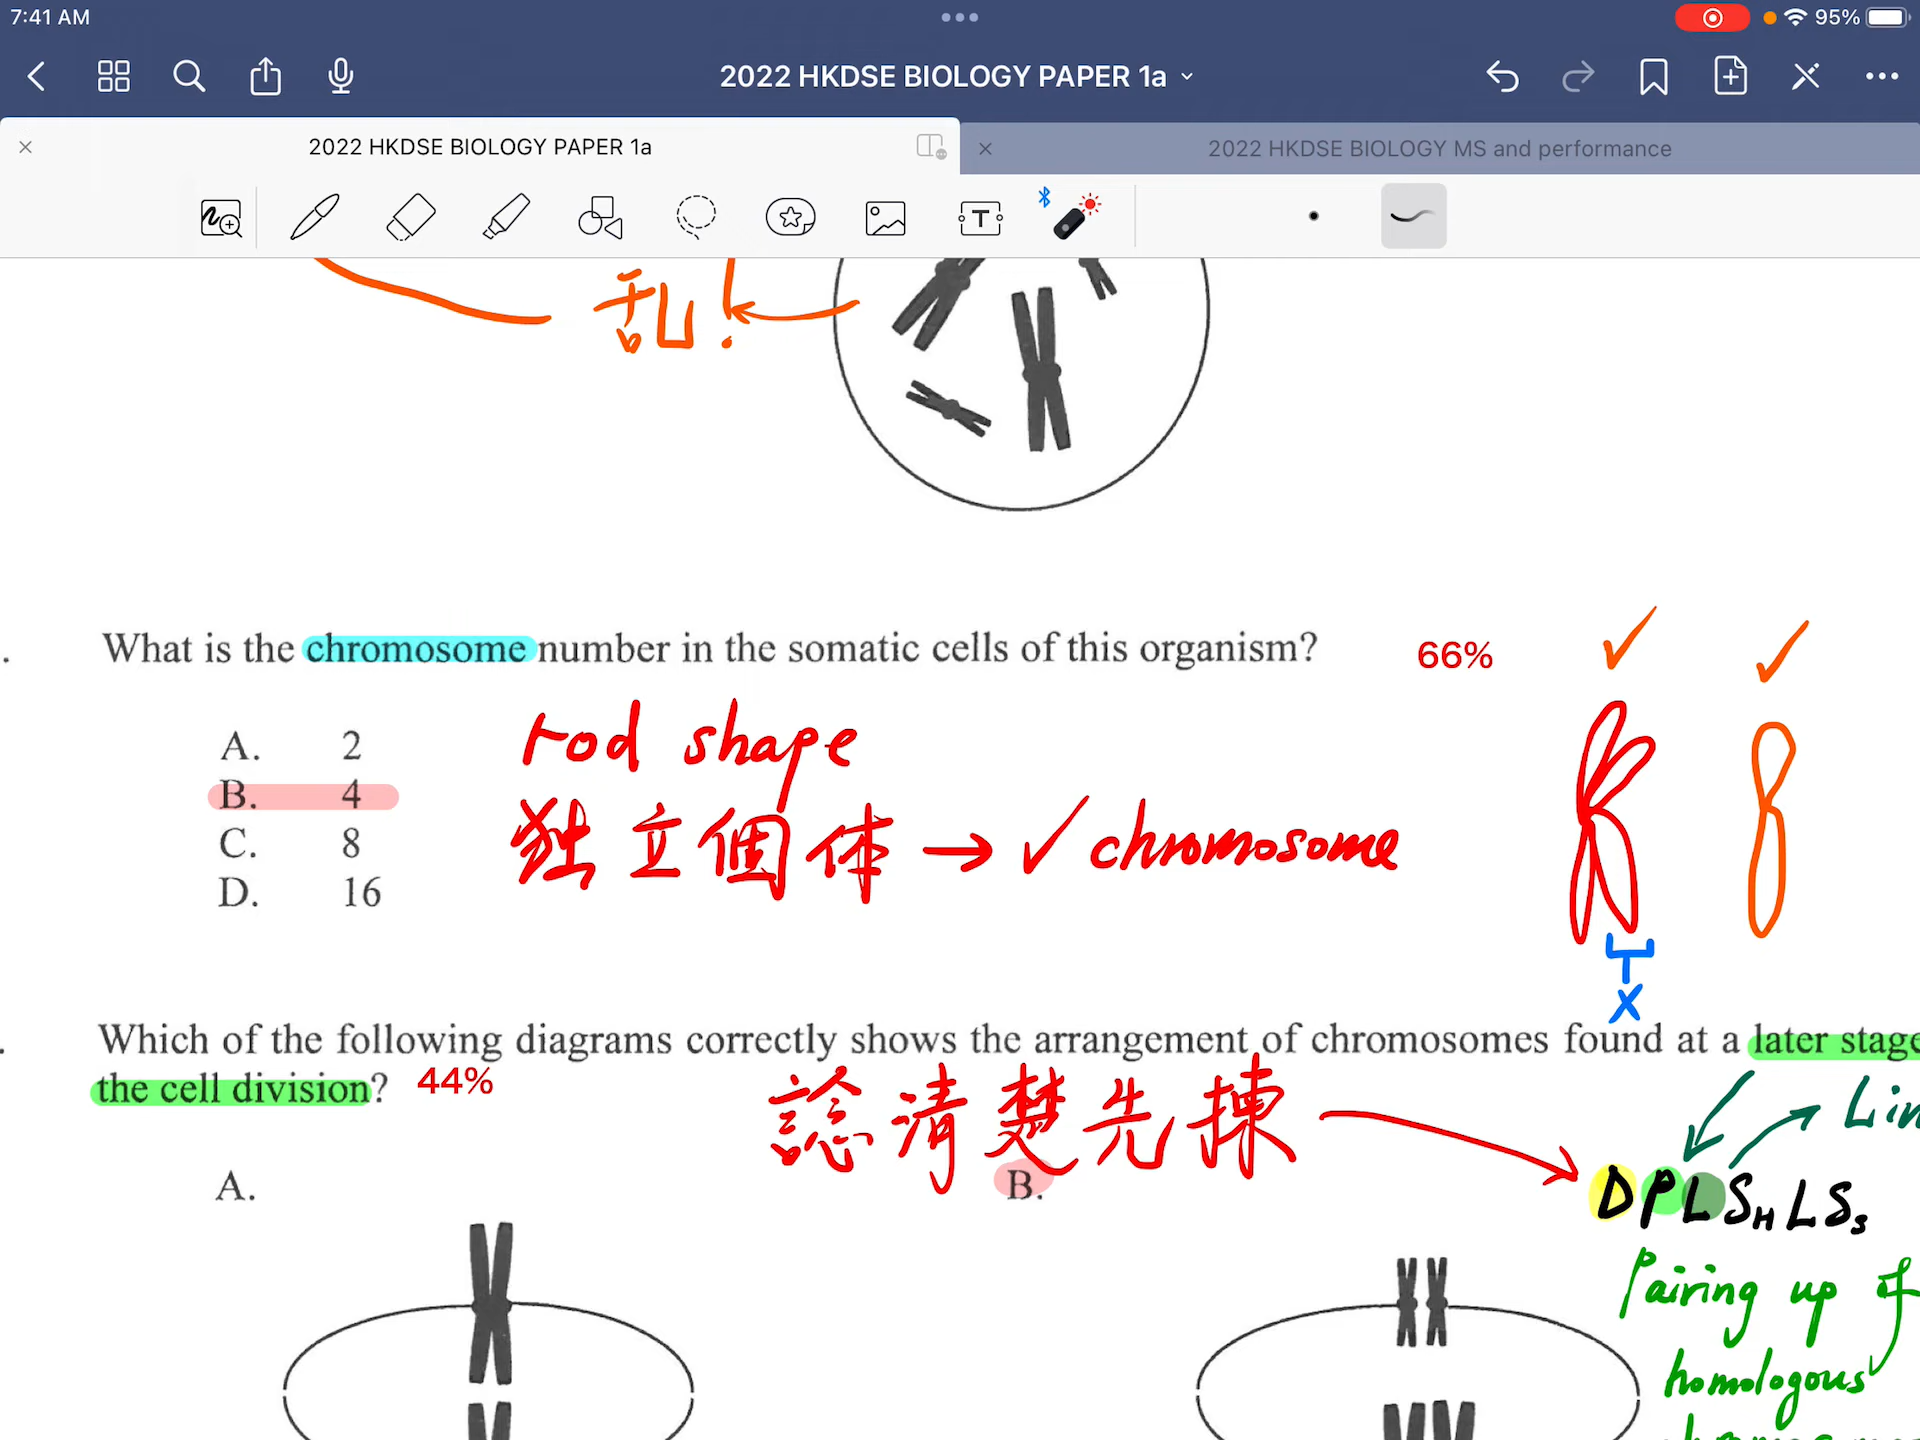 7:41 AM
95%
2022 HKDSE BIOLOGY PAPER 1a
2022 HKDSE BIOLOGY PAPER 1a
2022 HKDSE BIOLOGY MS and performance
T
乱!
. What is the chromosome number in the somatic cells of this organism? 66%
A. 2
B. 4
C. 8
D. 16
rod shape
独立個体 → ✓ chromosome
X
. Which of the following diagrams correctly shows the arrangement of chromosomes found at a later stage
the cell division? 44%
諗清楚先揀
Lin
DPLSHLSs
A.
B.
Pairing up of
homologous